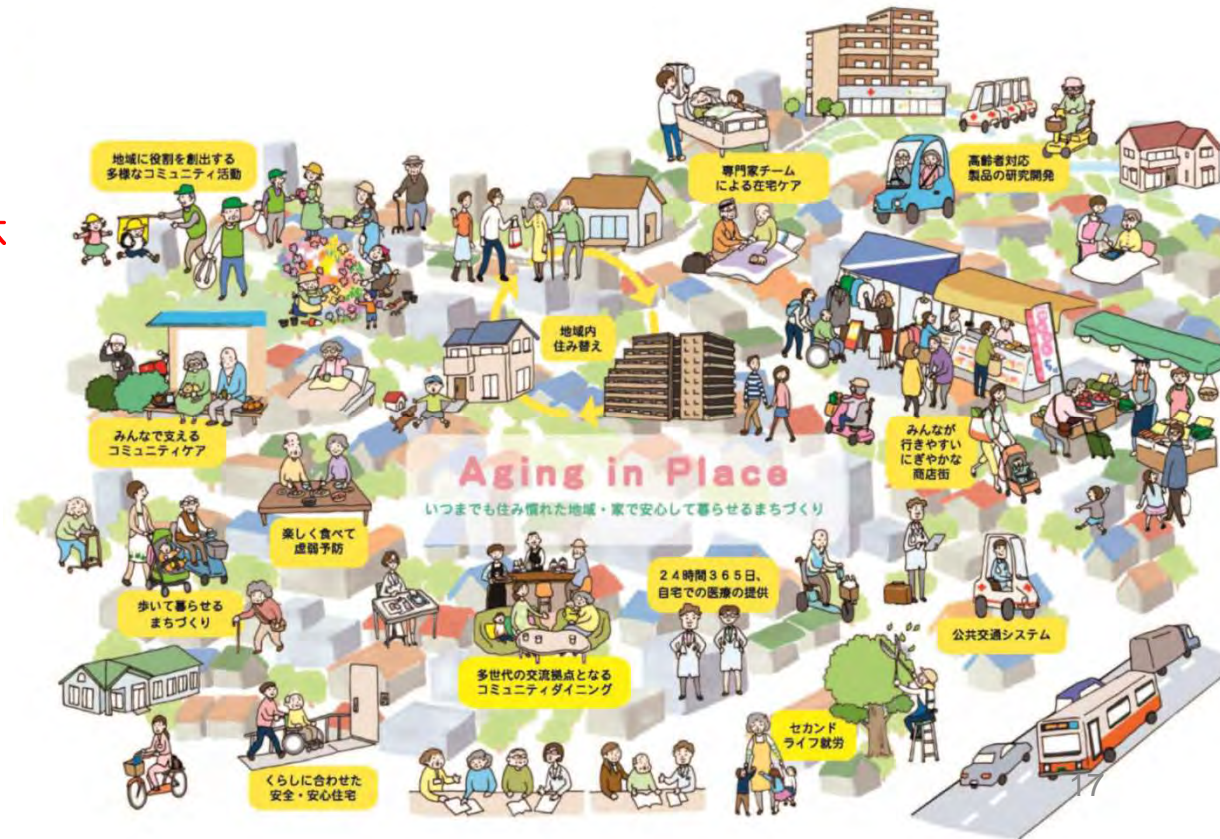 地域に役割を創出する
多様なコミュニティ活動
専門家チーム
による在宅ケア
高齢者対応
製品の研究開発
地域内
住み替え
みんなで支える
コミュニティケア
みんなが
行きやすい
にぎやかな
商店街
Aging in Place
いつまでも住み慣れた地域・家で安心して暮らせるまちづくり
楽しく食べて
虚弱予防
24時間365日、
自宅での医療の提供
歩いて暮らせる
まちづくり
公共交通システム
多世代の交流拠点となる
コミュニティダイニング
セカンド
ライフ就労
くらしに合わせた
安全・安心住宅
17